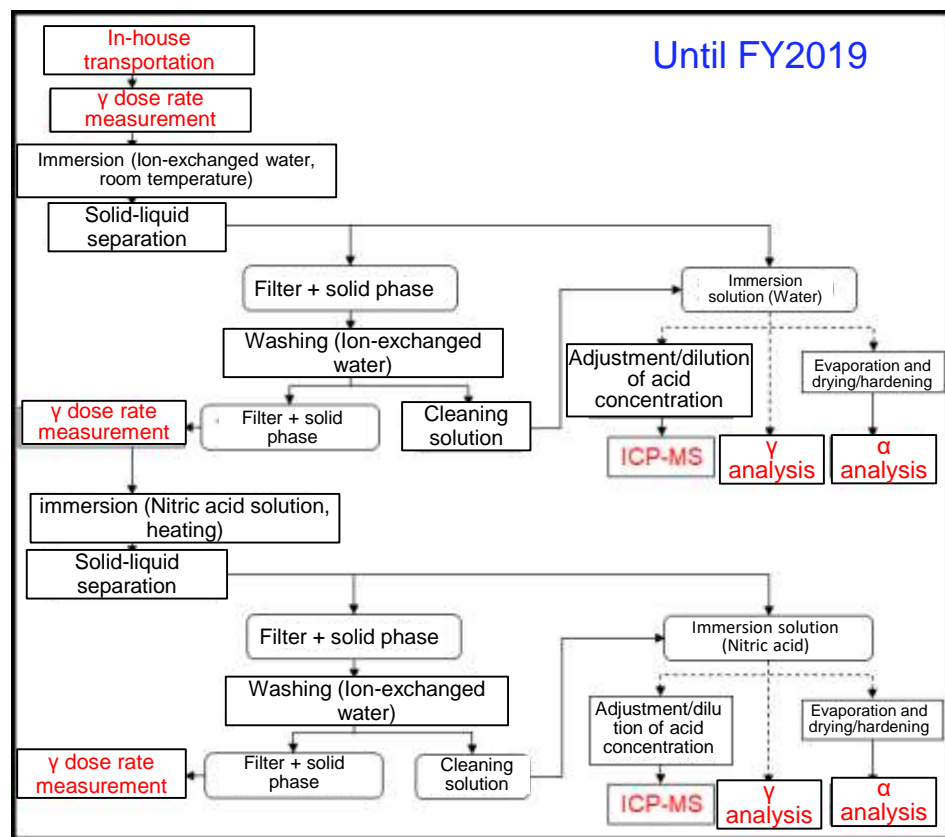 In-house
transportation
Until FY2019
γ dose rate
measurement
Immersion (Ion-exchanged water,
room temperature)
Solid-liquid
separation
Filter + solid phase
Immersion
solution (Water)
Washing (Ion-exchanged
water)
Adjustment/dilution
of acid
concentration
Evaporation and
drying/hardening
γ dose rate
measurement
Filter + solid
phase
Cleaning
solution
ICP-MS
γ
analysis
α
analysis
immersion (Nitric acid solution,
heating)
Solid-liquid
separation
Filter + solid phase
Immersion solution
(Nitric acid)
Washing (Ion-exchanged
water)
Adjustment/dilu
tion of acid
concentration
Evaporation and
drying/hardening
γ dose rate
measurement
Filter + solid
phase
Cleaning
solution
ICP-MS
γ
analysis
α
analysis